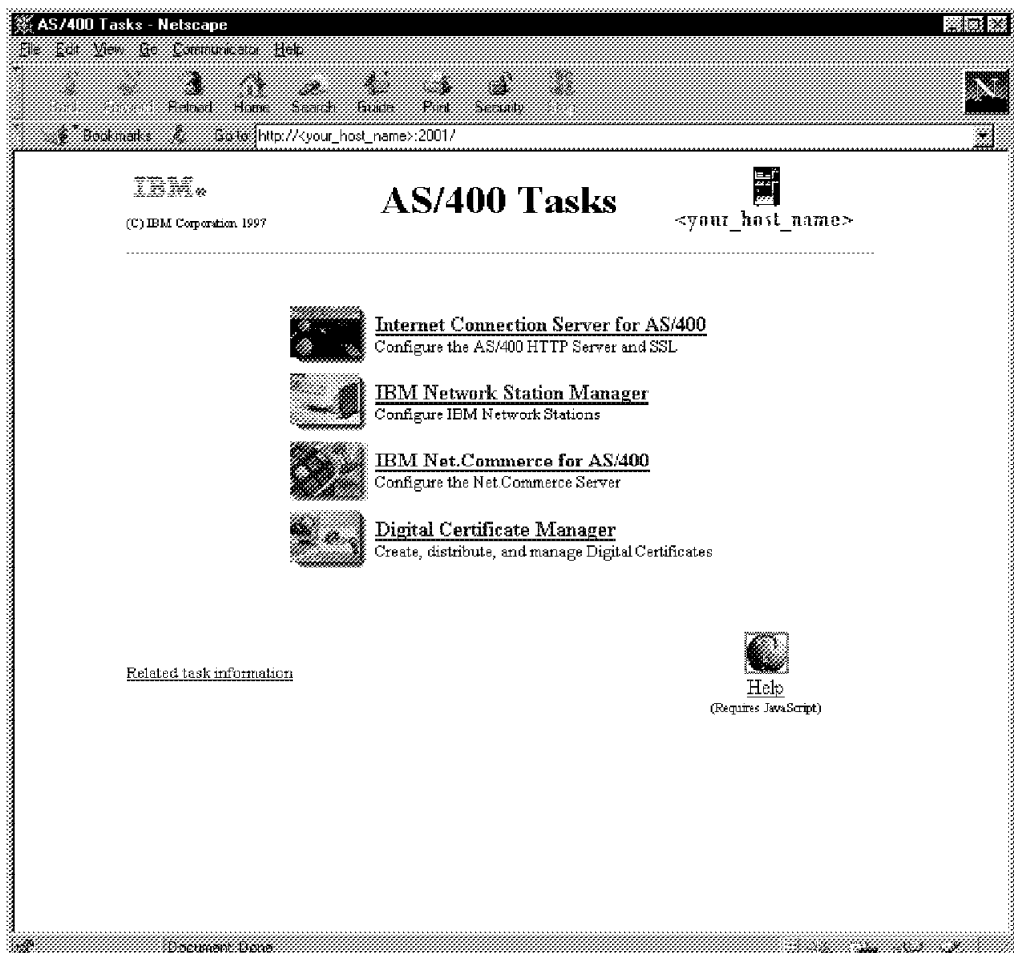 AS/400 Tasks - Netscape
File Edit View Go Communicator Help
Back Forward Reload Home Search Guide Print Security Stop
Bookmarks Go to: http://<your_host_name>:2001/
IBM®
(C) IBM Corporation 1997
AS/400 Tasks
<your_host_name>
Internet Connection Server for AS/400
Configure the AS/400 HTTP Server and SSL
IBM Network Station Manager
Configure IBM Network Stations
IBM Net.Commerce for AS/400
Configure the Net.Commerce Server
Digital Certificate Manager
Create, distribute, and manage Digital Certificates
Related task information
Help
(Requires JavaScript)
Document: Done